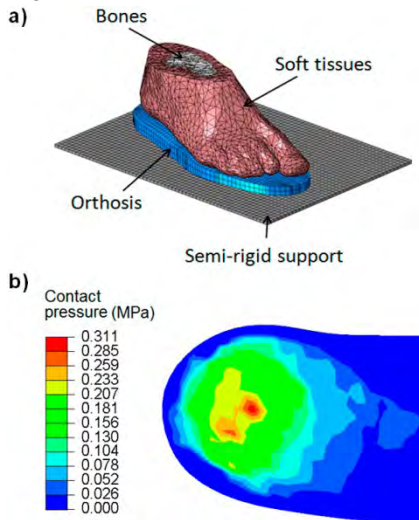 a)
Bones
Soft tissues
Orthosis
Semi-rigid support
b)
Contact
pressure (MPa)
0.311
0.285
0.259
0.233
0.207
0.181
0.156
0.130
0.104
0.078
0.052
0.026
0.000